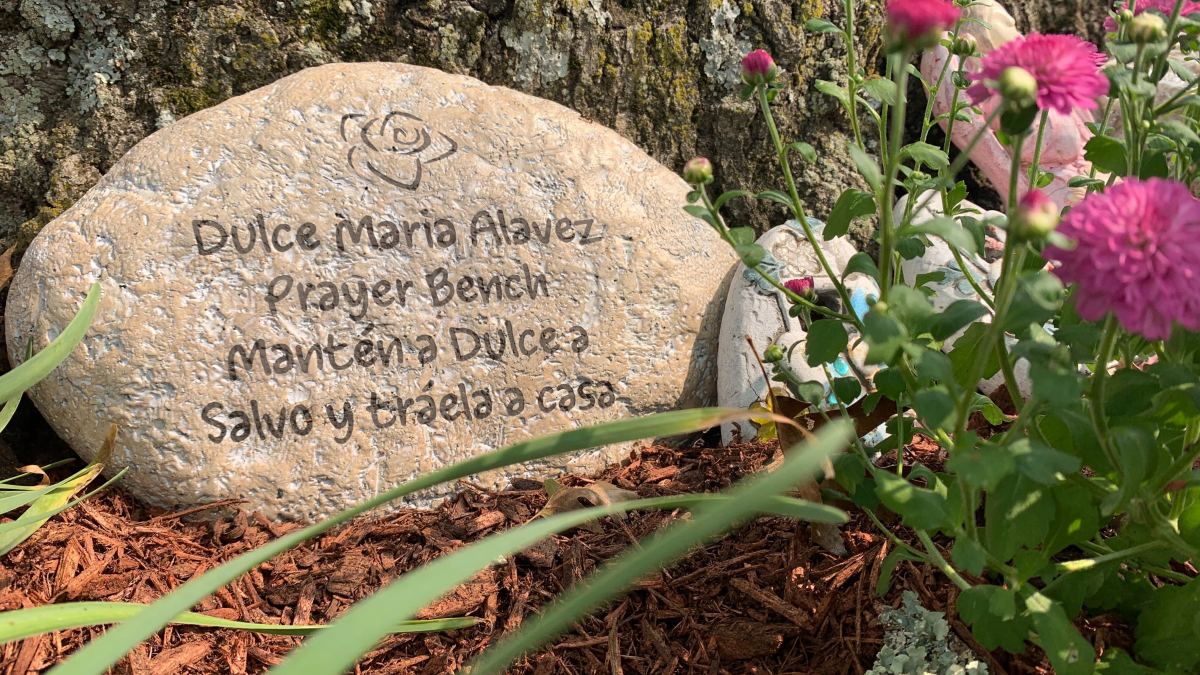 Dulce Maria Alavez
Prayer Bench
Mantén a Dulce a
Salvo y tráela a casa